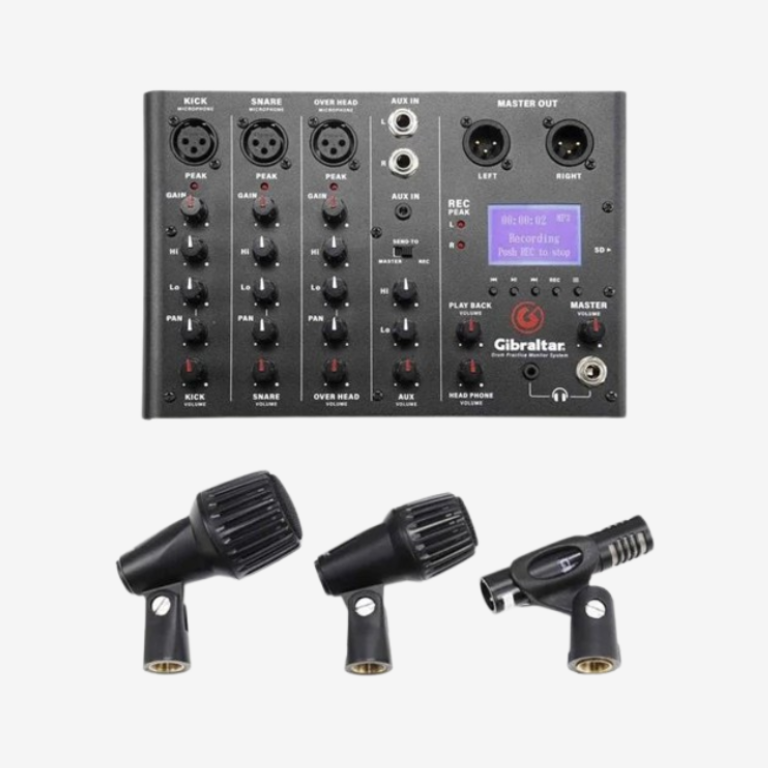 KICK
MICROPHONE
SNARE
MICROPHONE
OVER HEAD
MICROPHONE
AUX IN
MASTER OUT
L
R
LEFT
RIGHT
PEAK
PEAK
PEAK
GAIN
GAIN
GAIN
AUX IN
REC
PEAK
L
R
00:00:02 MP3
Recording
Push REC to stop
SD
Hi
Hi
Hi
SEND TO
MASTER REC
Lo
Lo
Lo
Hi
REC
PAN
PAN
PAN
Lo
PLAY BACK
VOLUME
MASTER
VOLUME
G
Gibraltar
Drum Practice Monitor System
KICK
VOLUME
SNARE
VOLUME
OVER HEAD
VOLUME
AUX
VOLUME
HEAD PHONE
VOLUME